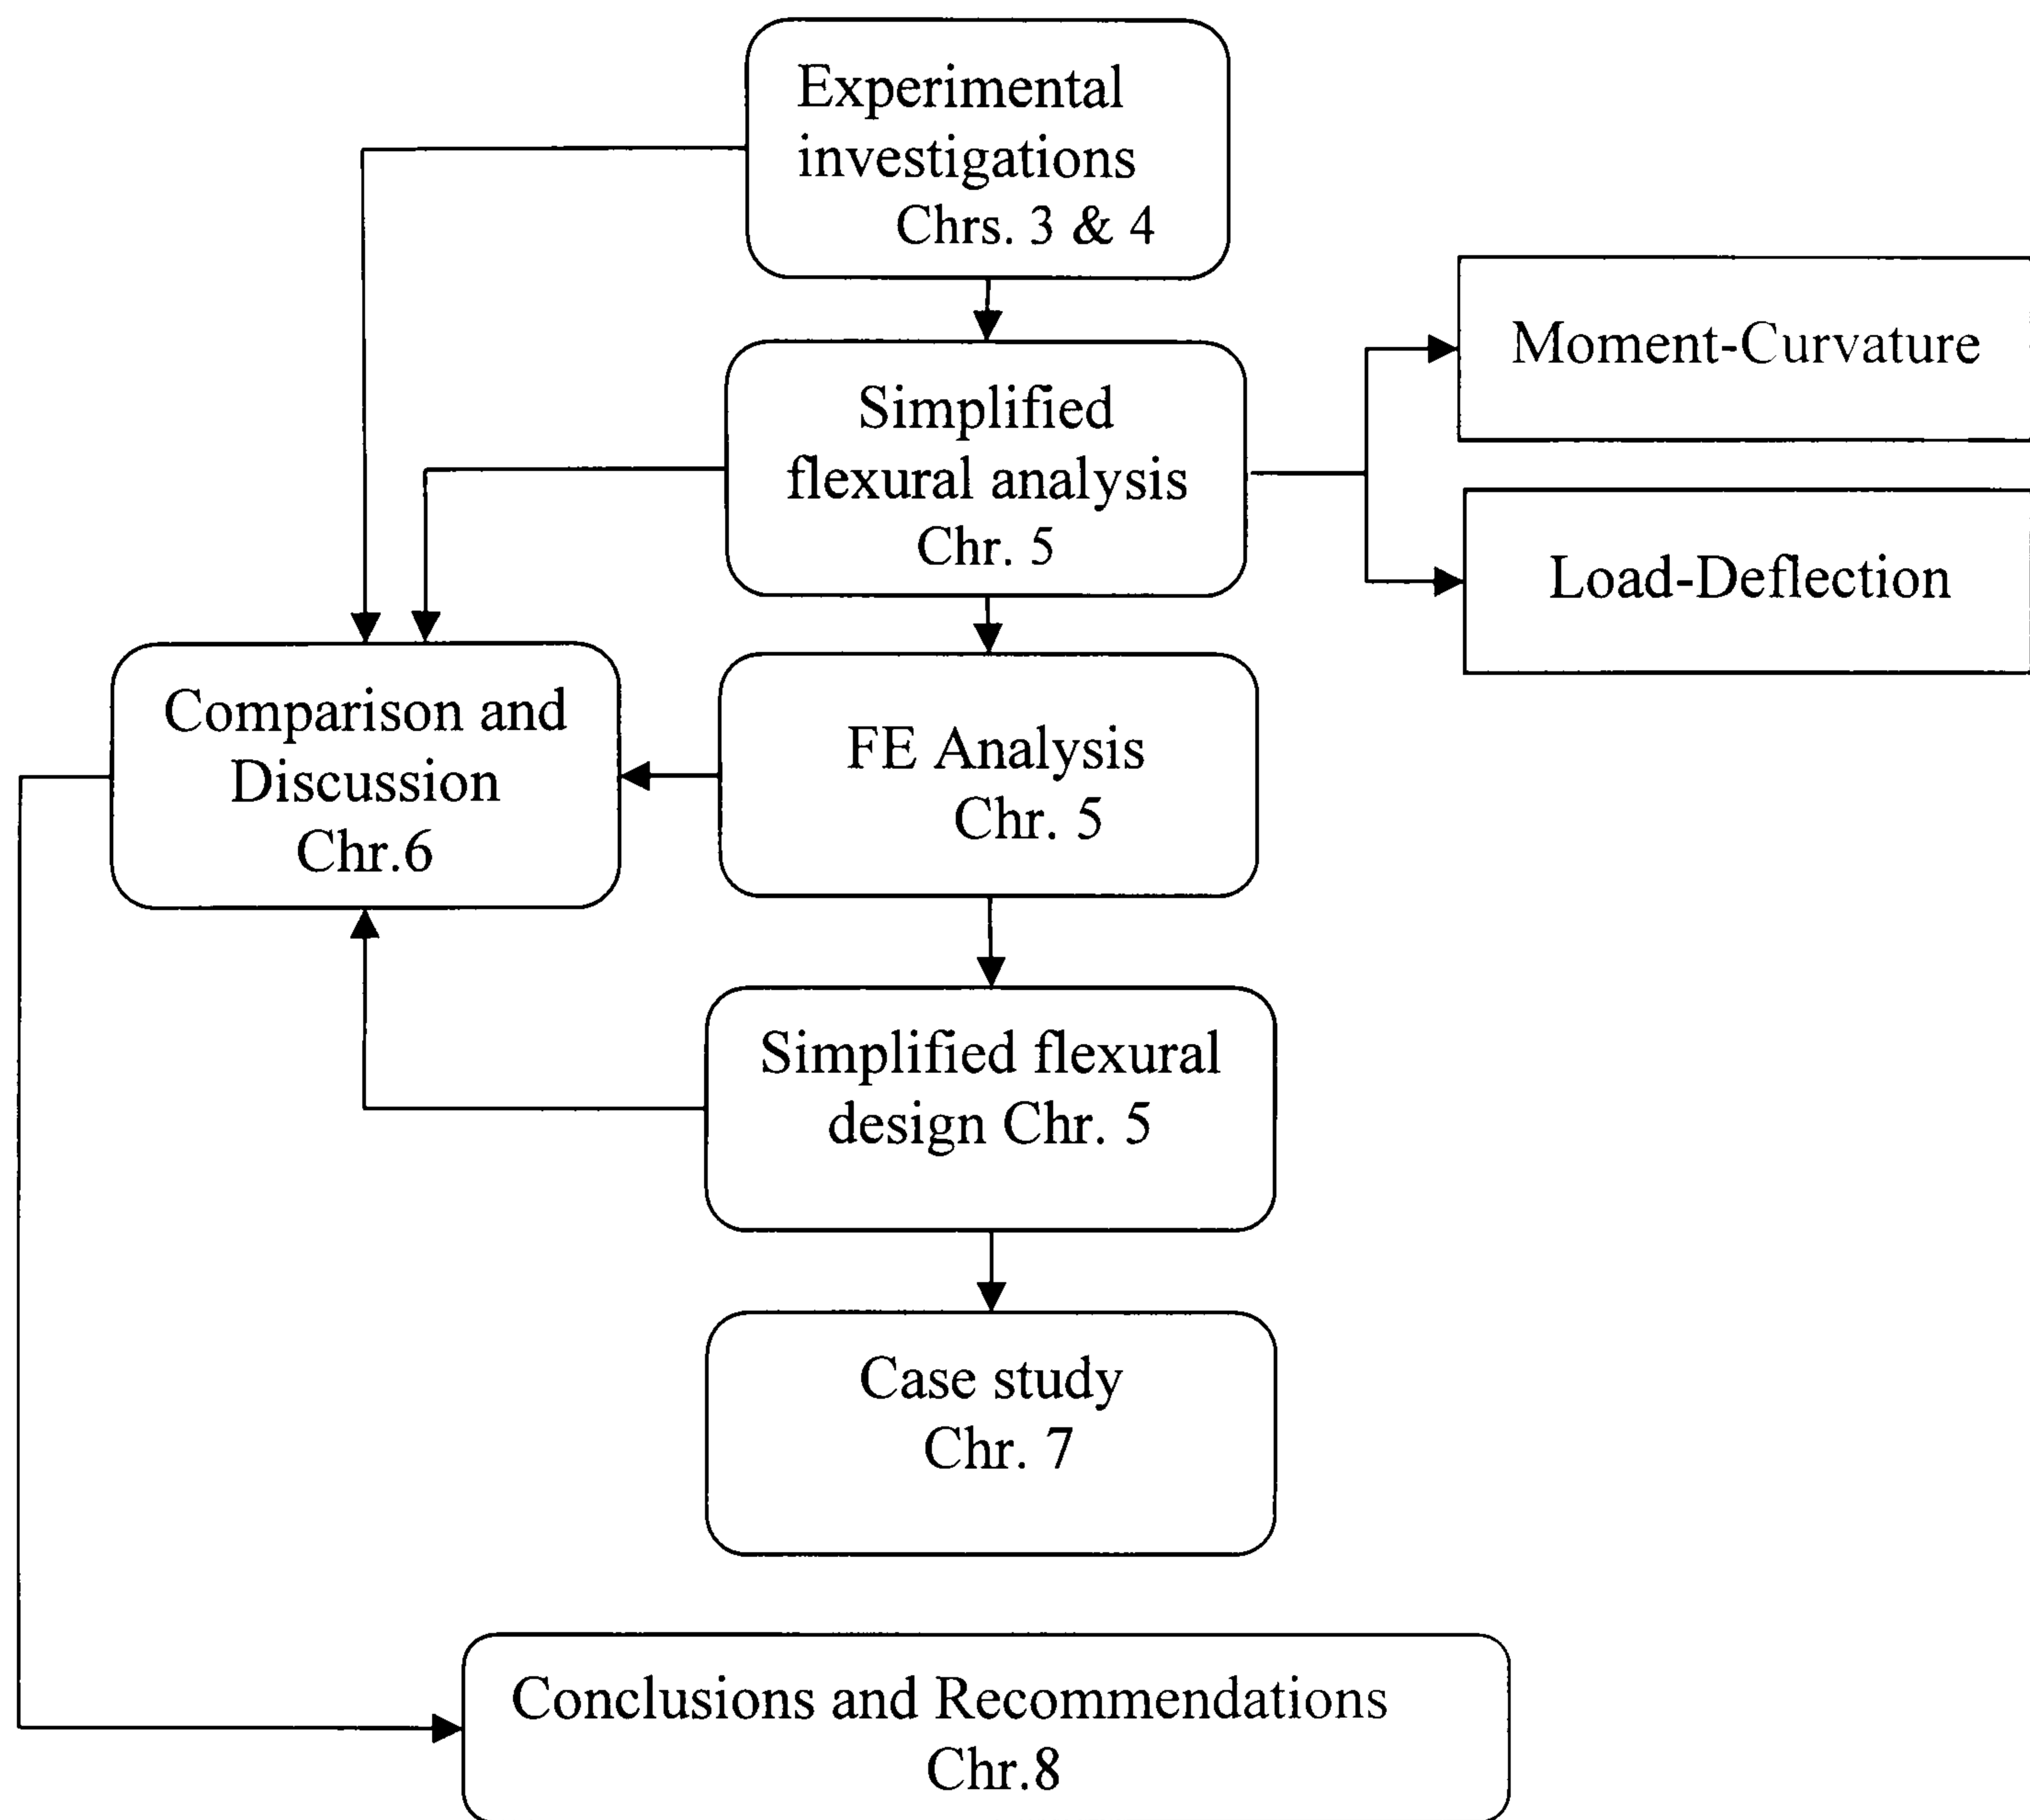 Experimental
investigations
Chrs. 3 & 4
Simplified
flexural analysis
Chr. 5
Moment-Curvature
Load-Deflection
Comparison and
Discussion
Chr.6
FE Analysis
Chr. 5
Simplified flexural
design Chr. 5
Case study
Chr. 7
Conclusions and Recommendations
Chr.8